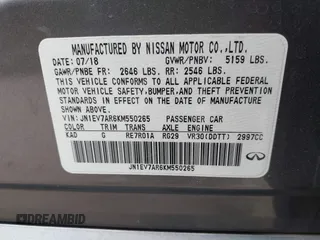 MANUFACTURED BY NISSAN MOTOR CO.,LTD.
DATE: 07/18 GVWR/PNBV: 5159 LBS.
GAWR/PNBE FR: 2646 LBS. RR: 2546 LBS.
THIS VEHICLE CONFORMS TO ALL APPLICABLE FEDERAL
MOTOR VEHICLE SAFETY,BUMPER,AND THEFT PREVENTION
STANDARDS IN EFFECT ON THE DATE OF MANUFACTURE
SHOWN ABOVE.
JN1EV7AR6KM550265 PASSENGER CAR
COLOR TRIM TRANS AXLE ENGINE
KAD G RE7R01A RG29 VR30(DDTT) 2997CC
JN1EV7AR6KM550265
INFINITI
DREAMBID